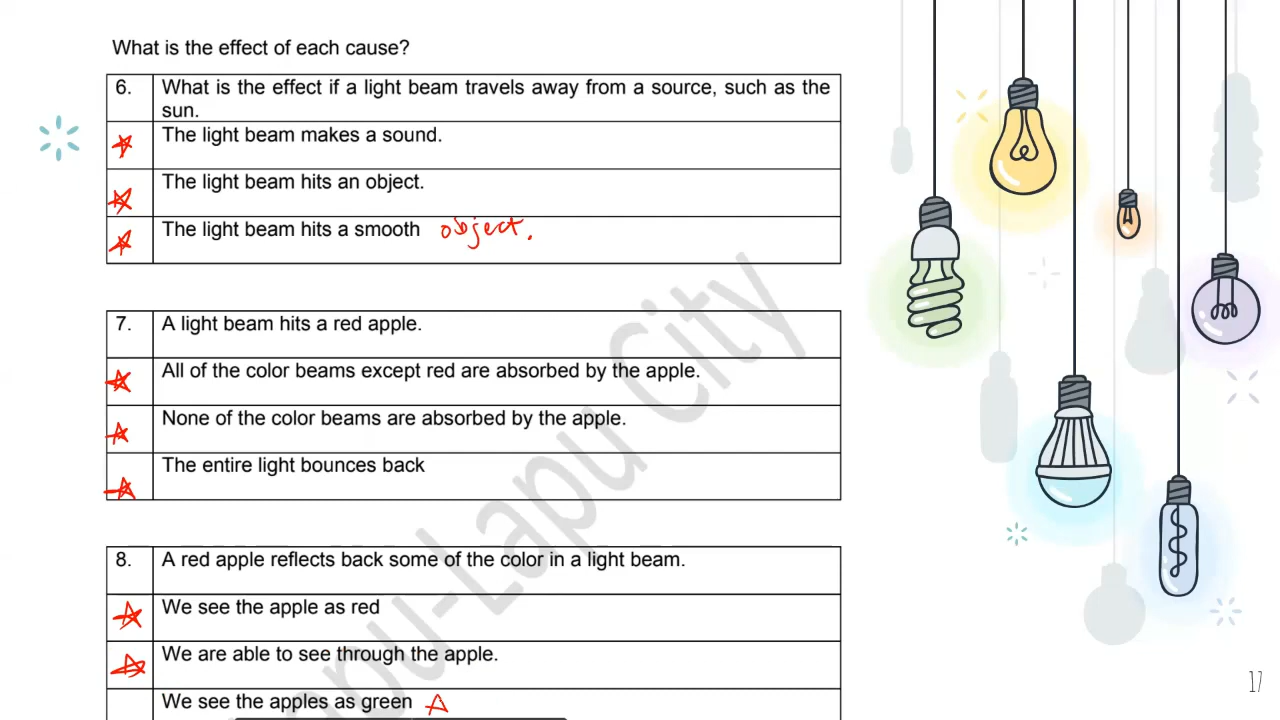 What is the effect of each cause?
6. What is the effect if a light beam travels away from a source, such as the
sun.
The light beam makes a sound.
The light beam hits an object.
The light beam hits a smooth object.
7. A light beam hits a red apple.
All of the color beams except red are absorbed by the apple.
None of the color beams are absorbed by the apple.
The entire light bounces back
8. A red apple reflects back some of the color in a light beam.
We see the apple as red
We are able to see through the apple.
We see the apples as green
Lapu-Lapu City
17